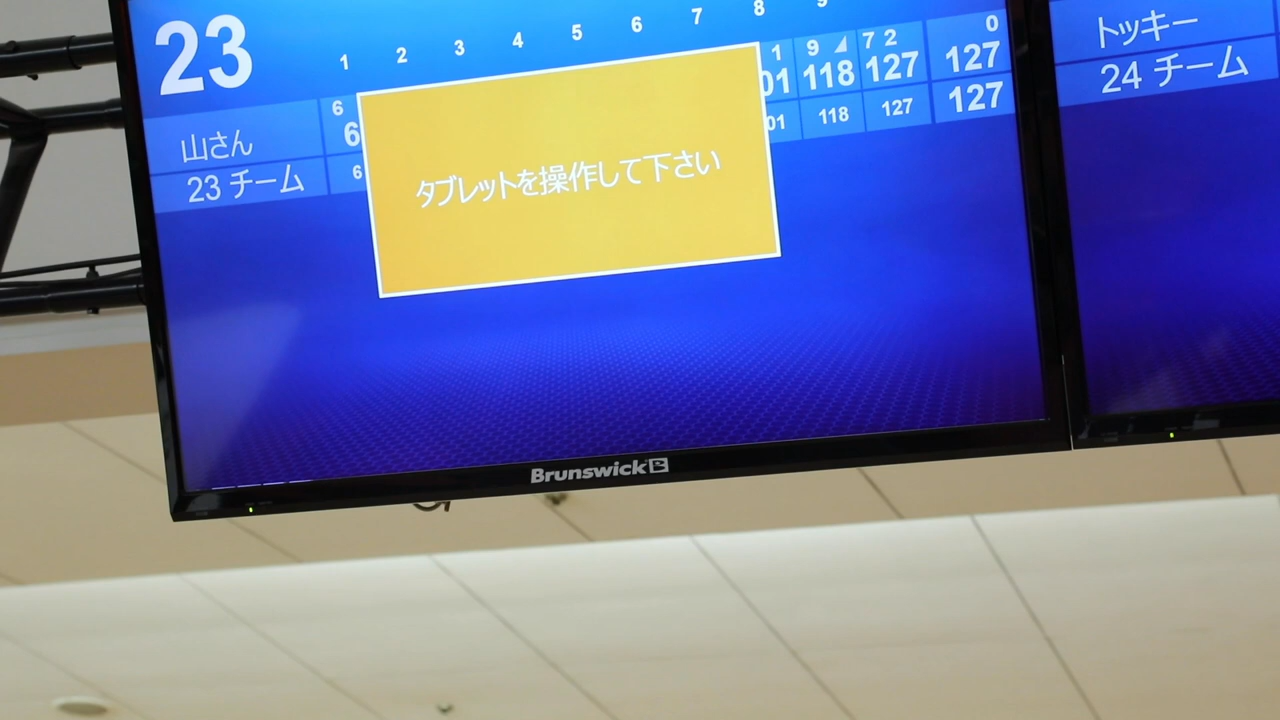 23
1 2 3 4 5 6 7 8 9
6 1 9 7 2 0
山さん 6 01 118 127 127
23 チーム 6 01 118 127 127
タブレットを操作して下さい
Brunswick
トッキー
24 チーム